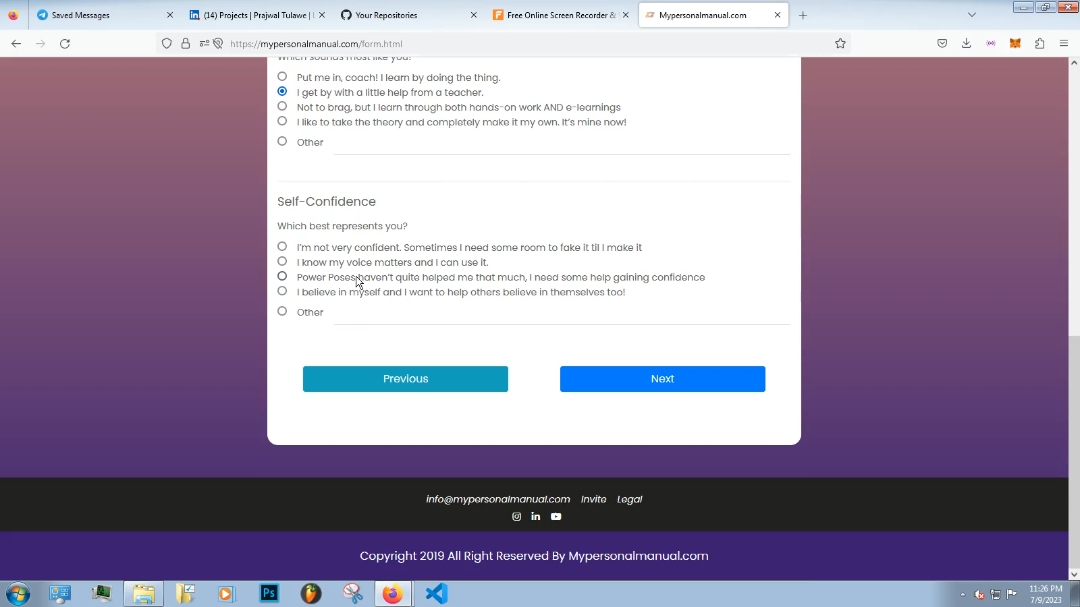 Saved Messages
(14) Projects | Prajwal Tulawe | L
Your Repositories
Free Online Screen Recorder &
Mypersonalmanual.com
https://mypersonalmanual.com/form.html
Which sounds most like you?
Put me in, coach! I learn by doing the thing.
I get by with a little help from a teacher.
Not to brag, but I learn through both hands-on work AND e-learnings
I like to take the theory and completely make it my own. It's mine now!
Other
Self-Confidence
Which best represents you?
I'm not very confident. Sometimes I need some room to fake it til I make it
I know my voice matters and I can use it.
Power Poses haven't quite helped me that much, I need some help gaining confidence
I believe in myself and I want to help others believe in themselves too!
Other
Previous
Next
info@mypersonalmanual.com Invite Legal
Copyright 2019 All Right Reserved By Mypersonalmanual.com
Ps
11:26 PM
7/9/2023